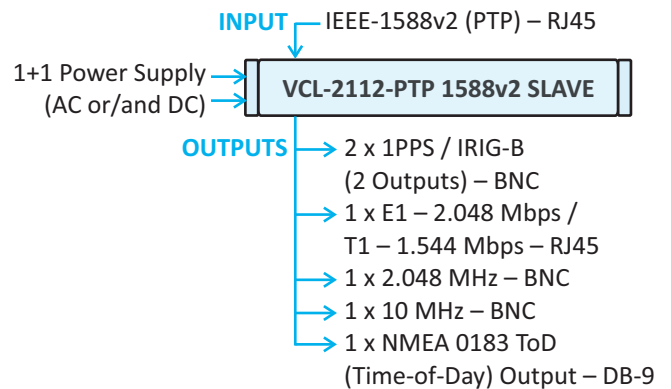 INPUT IEEE-1588v2 (PTP) – RJ45
1+1 Power Supply
(AC or/and DC)
VCL-2112-PTP 1588v2 SLAVE
OUTPUTS
2 x 1PPS / IRIG-B
(2 Outputs) – BNC
1 x E1 – 2.048 Mbps /
T1 – 1.544 Mbps – RJ45
1 x 2.048 MHz – BNC
1 x 10 MHz – BNC
1 x NMEA 0183 ToD
(Time-of-Day) Output – DB-9